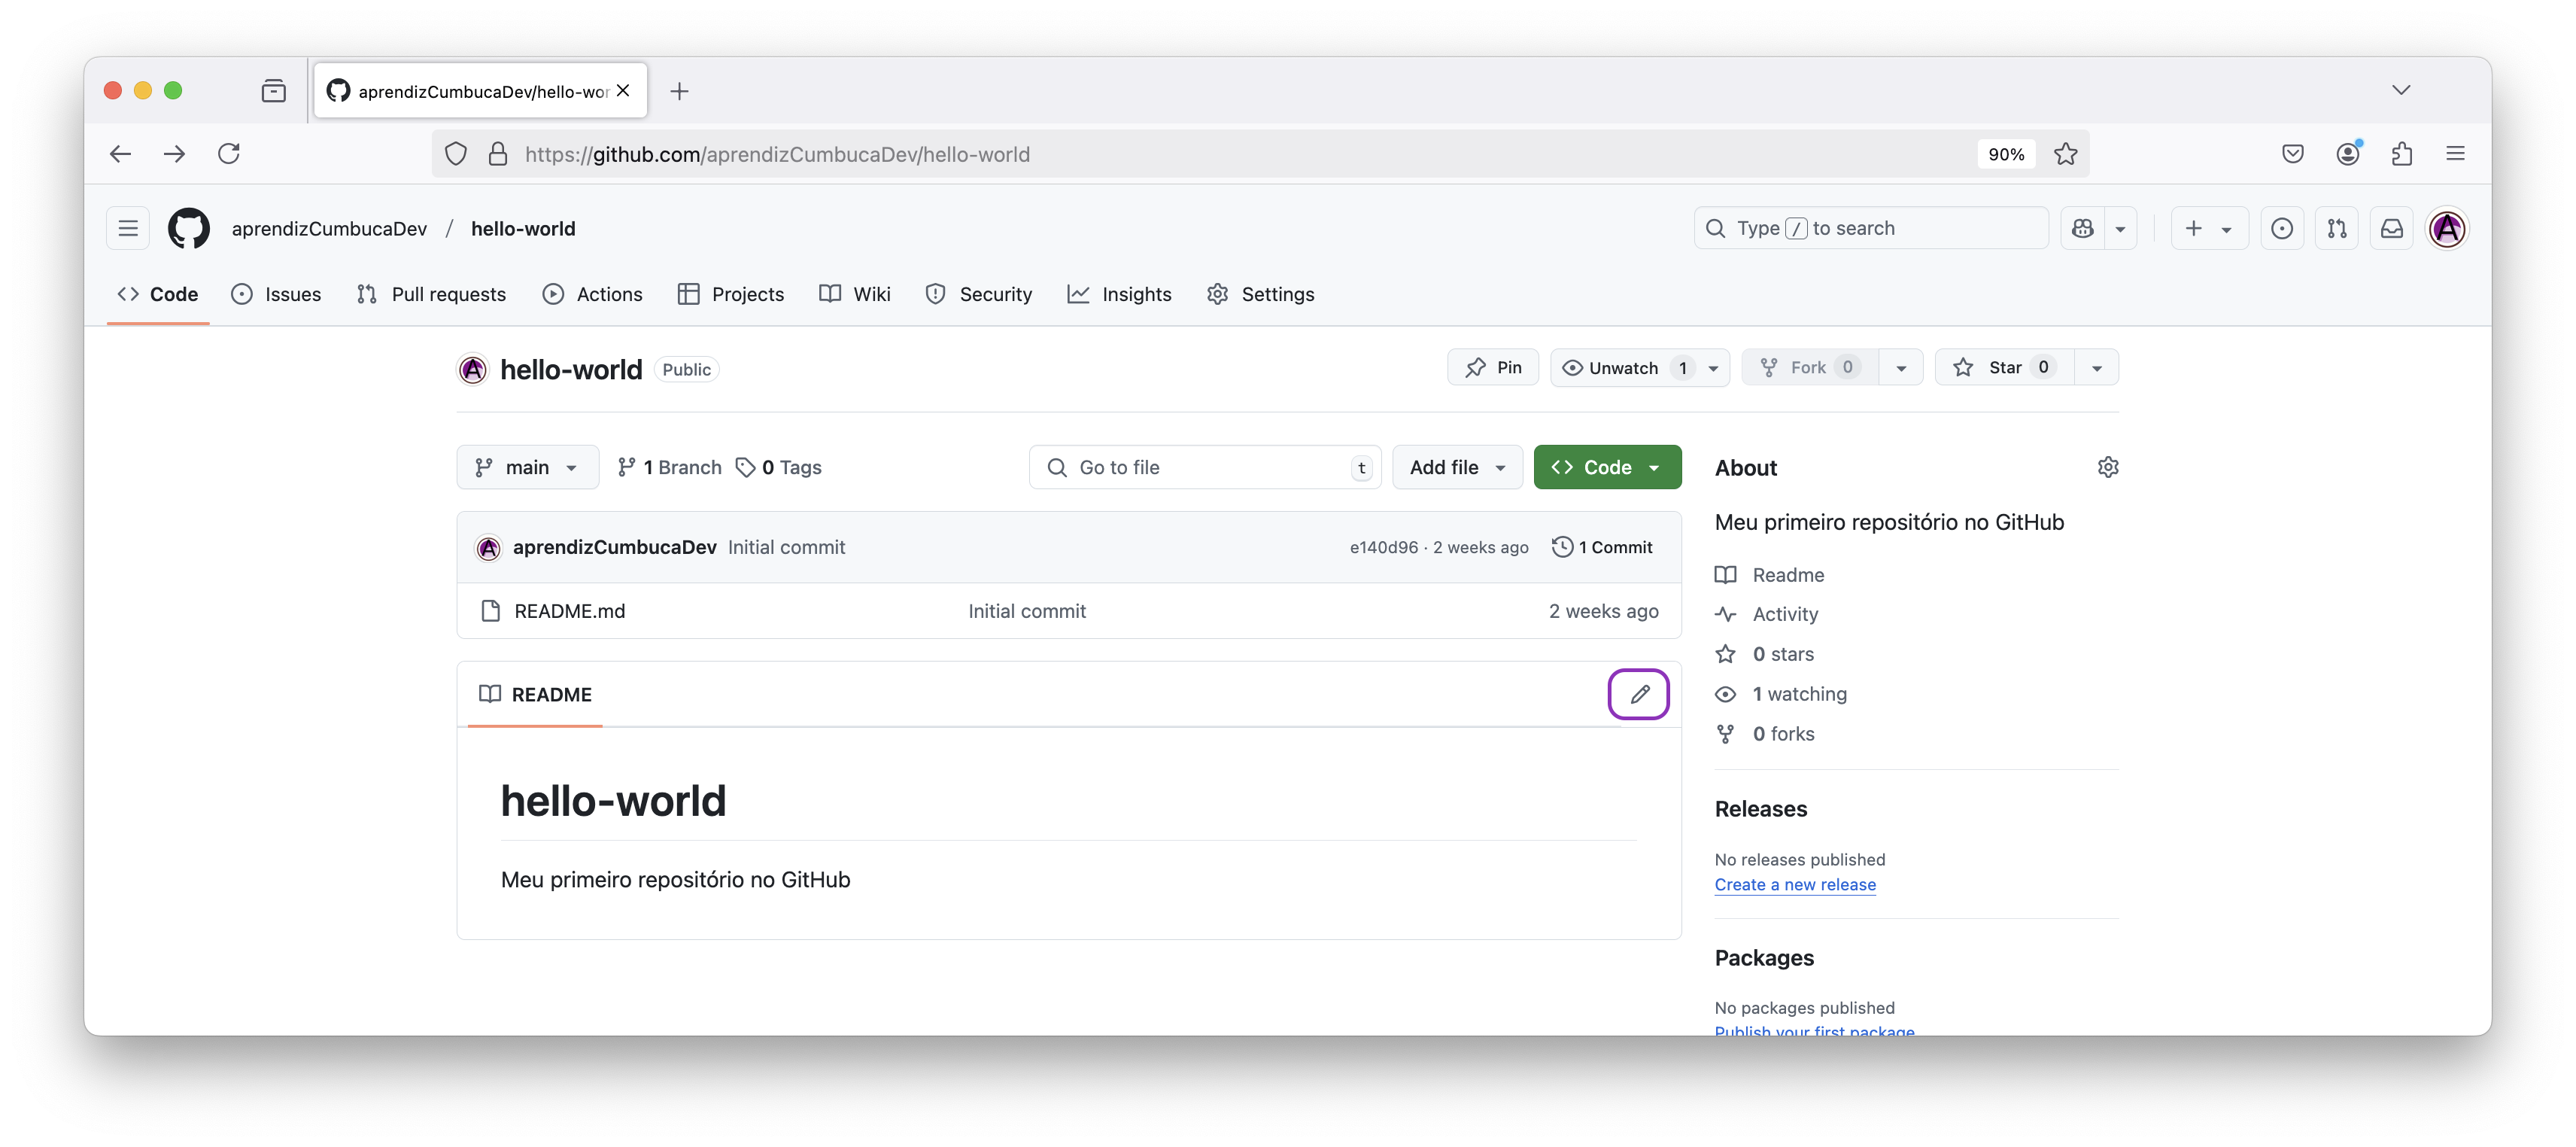 aprendizCumbucaDev/hello-wor
https://github.com/aprendizCumbucaDev/hello-world
90%
aprendizCumbucaDev / hello-world
Type / to search
Code Issues Pull requests Actions Projects Wiki Security Insights Settings
hello-world Public
Pin Unwatch 1 Fork 0 Star 0
main 1 Branch 0 Tags Go to file t Add file Code
aprendizCumbucaDev Initial commit e140d96 · 2 weeks ago 1 Commit
README.md Initial commit 2 weeks ago
README
hello-world
Meu primeiro repositório no GitHub
About
Meu primeiro repositório no GitHub
Readme
Activity
0 stars
1 watching
0 forks
Releases
No releases published
Create a new release
Packages
No packages published
Publish your first package